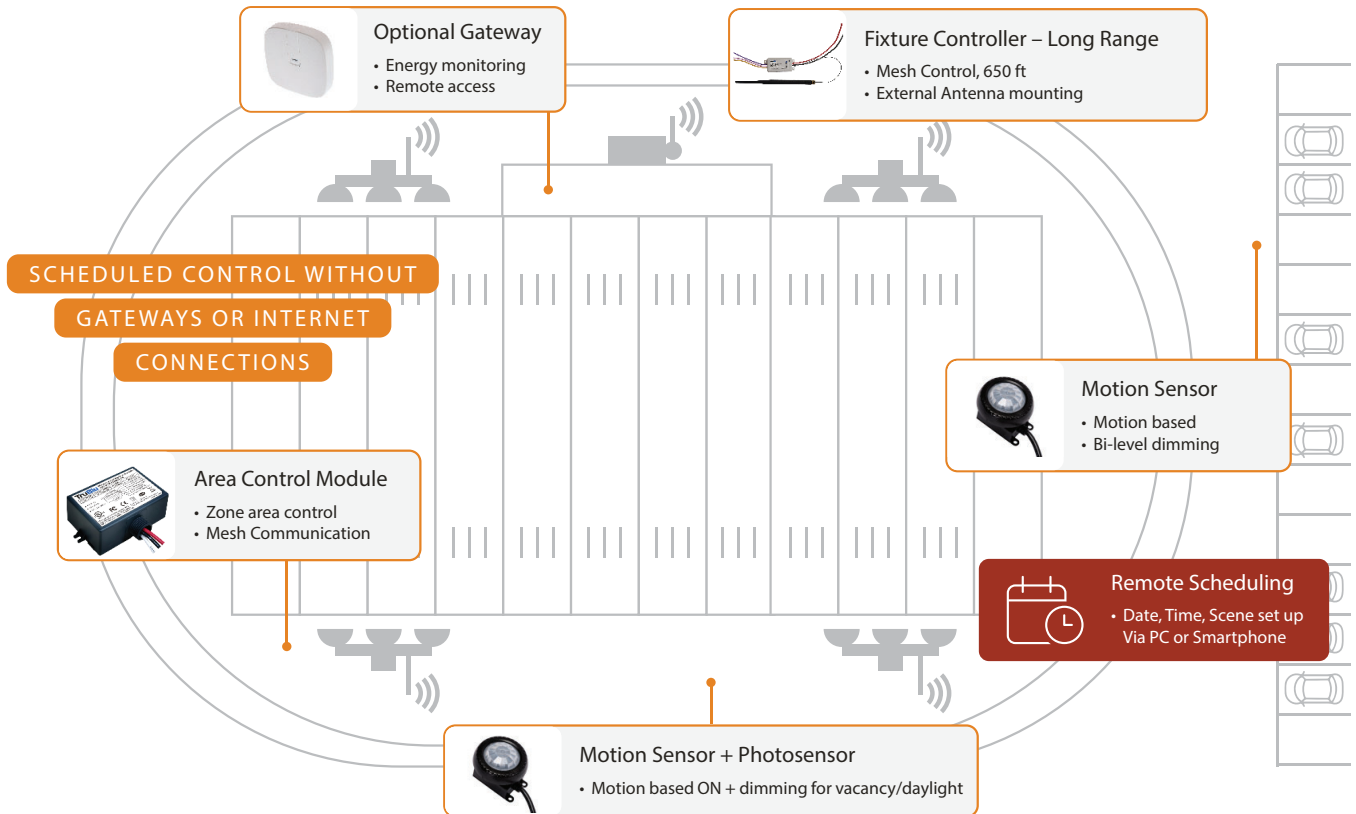 Optional Gateway
• Energy monitoring
• Remote access
Fixture Controller – Long Range
• Mesh Control, 650 ft
• External Antenna mounting
SCHEDULED CONTROL WITHOUT
GATEWAYS OR INTERNET
CONNECTIONS
Motion Sensor
• Motion based
• Bi-level dimming
Area Control Module
• Zone area control
• Mesh Communication
Remote Scheduling
• Date, Time, Scene set up
Via PC or Smartphone
Motion Sensor + Photosensor
• Motion based ON + dimming for vacancy/daylight